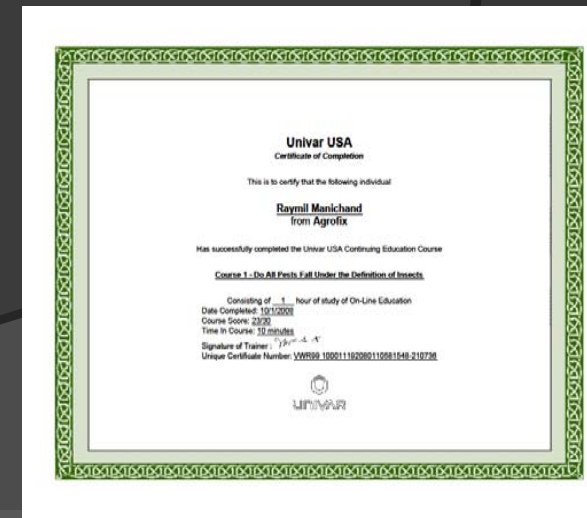 Univar USA
Certificate of Completion
This is to certify that the following individual
Raymil Manichand
from Agrofix
Has successfully completed the Univar USA Continuing Education Course
Course 1 - Do All Pests Fall Under the Definition of Insects
Consisting of 1 hour of study of On-Line Education
Date Completed: 10/1/2008
Course Score: 23/30
Time In Course: 10 minutes
Signature of Trainer:
Unique Certificate Number:
UNIVAR